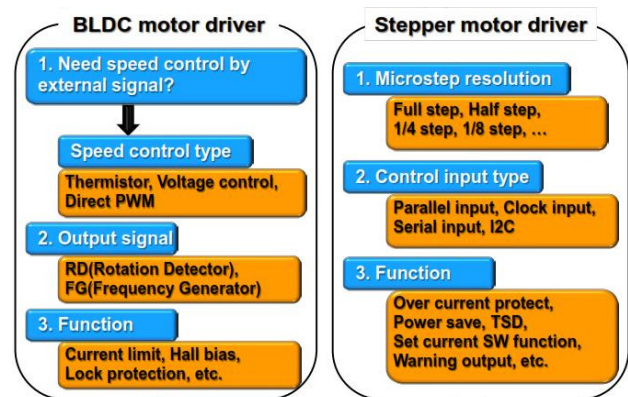 BLDC motor driver
1. Need speed control by
external signal?
Speed control type
Thermistor, Voltage control,
Direct PWM
2. Output signal
RD(Rotation Detector),
FG(Frequency Generator)
3. Function
Current limit, Hall bias,
Lock protection, etc.
Stepper motor driver
1. Microstep resolution
Full step, Half step,
1/4 step, 1/8 step, ...
2. Control input type
Parallel input, Clock input,
Serial input, I2C
3. Function
Over current protect,
Power save, TSD,
Set current SW function,
Warning output, etc.